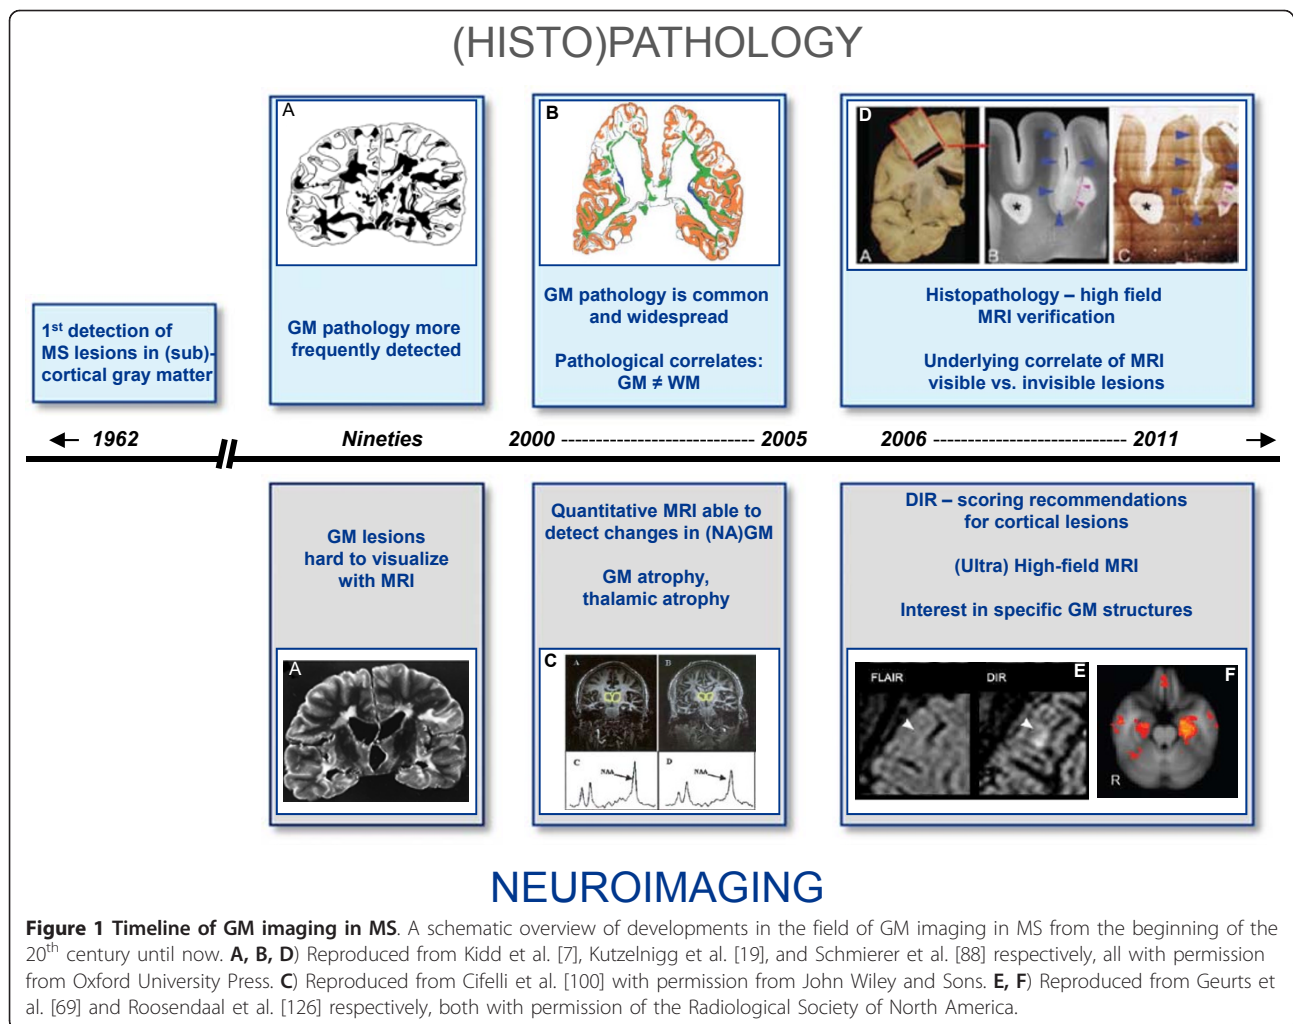 (HISTO)PATHOLOGY
A
B
D
A
B
C
*
*
1st detection of
MS lesions in (sub)-
cortical gray matter
GM pathology more
frequently detected
GM pathology is common
and widespread
Pathological correlates:
GM ≠ WM
Histopathology – high field
MRI verification
Underlying correlate of MRI
visible vs. invisible lesions
1962
Nineties
2000 ---------------------------- 2005
2006 ---------------------------- 2011
GM lesions
hard to visualize
with MRI
Quantitative MRI able to
detect changes in (NA)GM
GM atrophy,
thalamic atrophy
DIR – scoring recommendations
for cortical lesions
(Ultra) High-field MRI
Interest in specific GM structures
A
C
A
B
C
NAA
D
NAA
FLAIR
DIR
E
F
R
NEUROIMAGING
Figure 1 Timeline of GM imaging in MS. A schematic overview of developments in the field of GM imaging in MS from the beginning of the
20th century until now. A, B, D) Reproduced from Kidd et al. [7], Kutzelnigg et al. [19], and Schmierer et al. [88] respectively, all with permission
from Oxford University Press. C) Reproduced from Cifelli et al. [100] with permission from John Wiley and Sons. E, F) Reproduced from Geurts et
al. [69] and Roosendaal et al. [126] respectively, both with permission of the Radiological Society of North America.